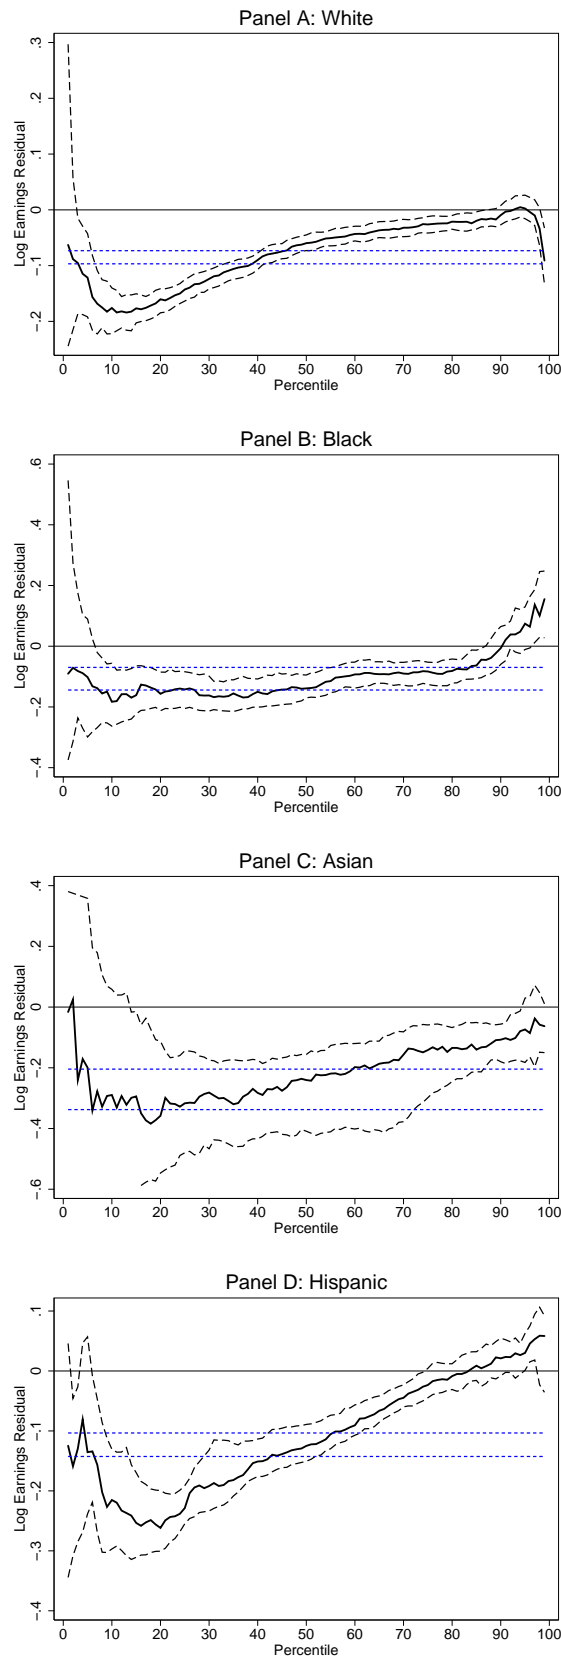 Panel A: White
Log Earnings Residual
.3
.2
.1
0
-.1
-.2
0 10 20 30 40 50 60 70 80 90 100
Percentile
Panel B: Black
Log Earnings Residual
.6
.4
.2
0
-.2
-.4
0 10 20 30 40 50 60 70 80 90 100
Percentile
Panel C: Asian
Log Earnings Residual
.4
.2
0
-.2
-.4
-.6
0 10 20 30 40 50 60 70 80 90 100
Percentile
Panel D: Hispanic
Log Earnings Residual
.1
0
-.1
-.2
-.3
-.4
0 10 20 30 40 50 60 70 80 90 100
Percentile